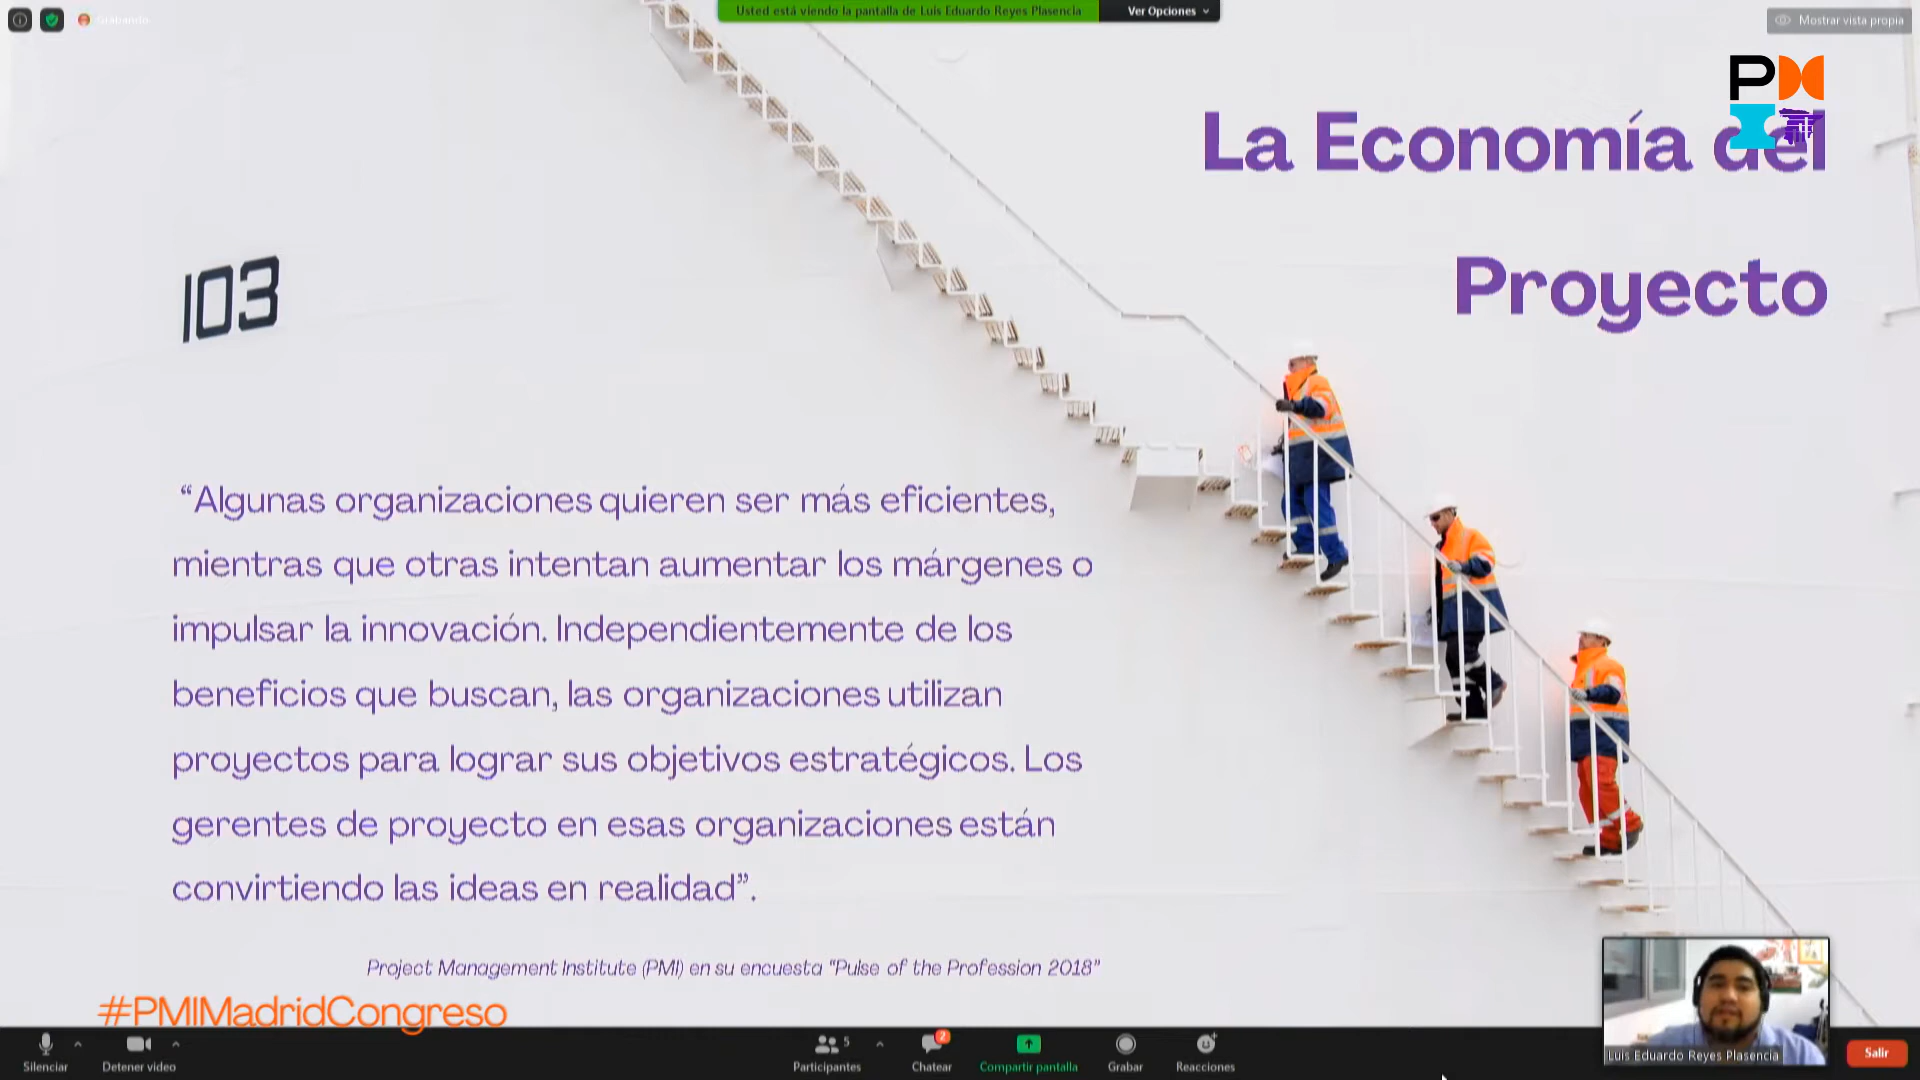 Grabando
Usted está viendo la pantalla de Luis Eduardo Reyes Plasencia
Ver Opciones
Mostrar vista propia
PM
I
La Economía del
Proyecto
103
“Algunas organizaciones quieren ser más eficientes,
mientras que otras intentan aumentar los márgenes o
impulsar la innovación. Independientemente de los
beneficios que buscan, las organizaciones utilizan
proyectos para lograr sus objetivos estratégicos. Los
gerentes de proyecto en esas organizaciones están
convirtiendo las ideas en realidad”.
Project Management Institute (PMI) en su encuesta “Pulse of the Profession 2018”
#PMIMadridCongreso
Luis Eduardo Reyes Plasencia
Silenciar
Detener video
5
Participantes
2
Chatear
Compartir pantalla
Grabar
Reacciones
Salir